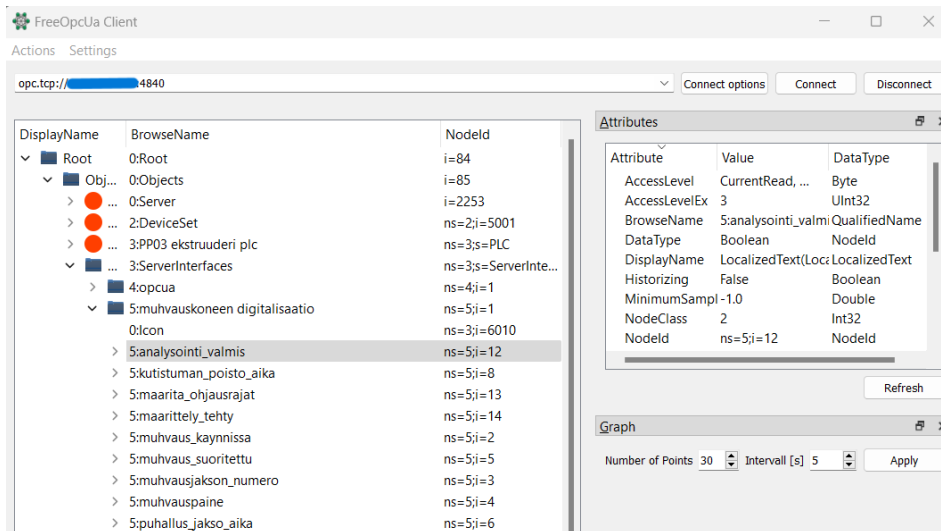 FreeOpcUa Client
Actions Settings
opc.tcp:// :4840 Connect options Connect Disconnect
DisplayName BrowseName NodeId
Root 0:Root i=84
Obj... 0:Objects i=85
... 0:Server i=2253
... 2:DeviceSet ns=2;i=5001
... 3:PP03 ekstruuderi plc ns=3;s=PLC
... 3:ServerInterfaces ns=3;s=ServerInte...
4:opcua ns=4;i=1
5:muhvauskoneen digitalisaatio ns=5;i=1
0:Icon ns=3;i=6010
5:analysointi_valmis ns=5;i=12
5:kutistuman_poisto_aika ns=5;i=8
5:maarita_ohjausrajat ns=5;i=13
5:maarittely_tehty ns=5;i=14
5:muhvaus_kaynnissa ns=5;i=2
5:muhvaus_suoritettu ns=5;i=5
5:muhvausjakson_numero ns=5;i=3
5:muhvauspaine ns=5;i=4
5:puhallus_jakso_aika ns=5;i=6
Attributes
Attribute Value DataType
AccessLevel CurrentRead, ... Byte
AccessLevelEx 3 UInt32
BrowseName 5:analysointi_valmi QualifiedName
DataType Boolean NodeId
DisplayName LocalizedText(Loca LocalizedText
Historizing False Boolean
MinimumSampl -1.0 Double
NodeClass 2 Int32
NodeId ns=5;i=12 NodeId
Refresh
Graph
Number of Points 30 Intervall [s] 5 Apply